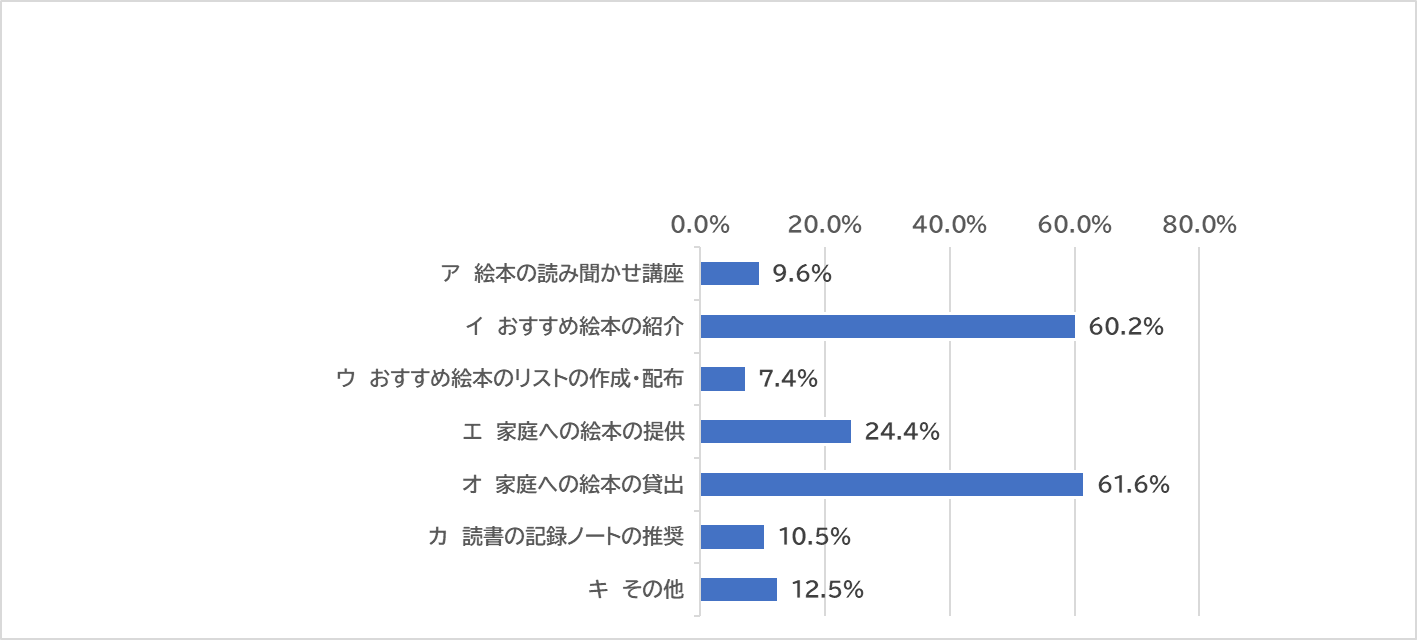 0.0% 20.0% 40.0% 60.0% 80.0%
ア 絵本の読み聞かせ講座 9.6%
イ おすすめ絵本の紹介 60.2%
ウ おすすめ絵本のリストの作成・配布 7.4%
エ 家庭への絵本の提供 24.4%
オ 家庭への絵本の貸出 61.6%
カ 読書の記録ノートの推奨 10.5%
キ その他 12.5%